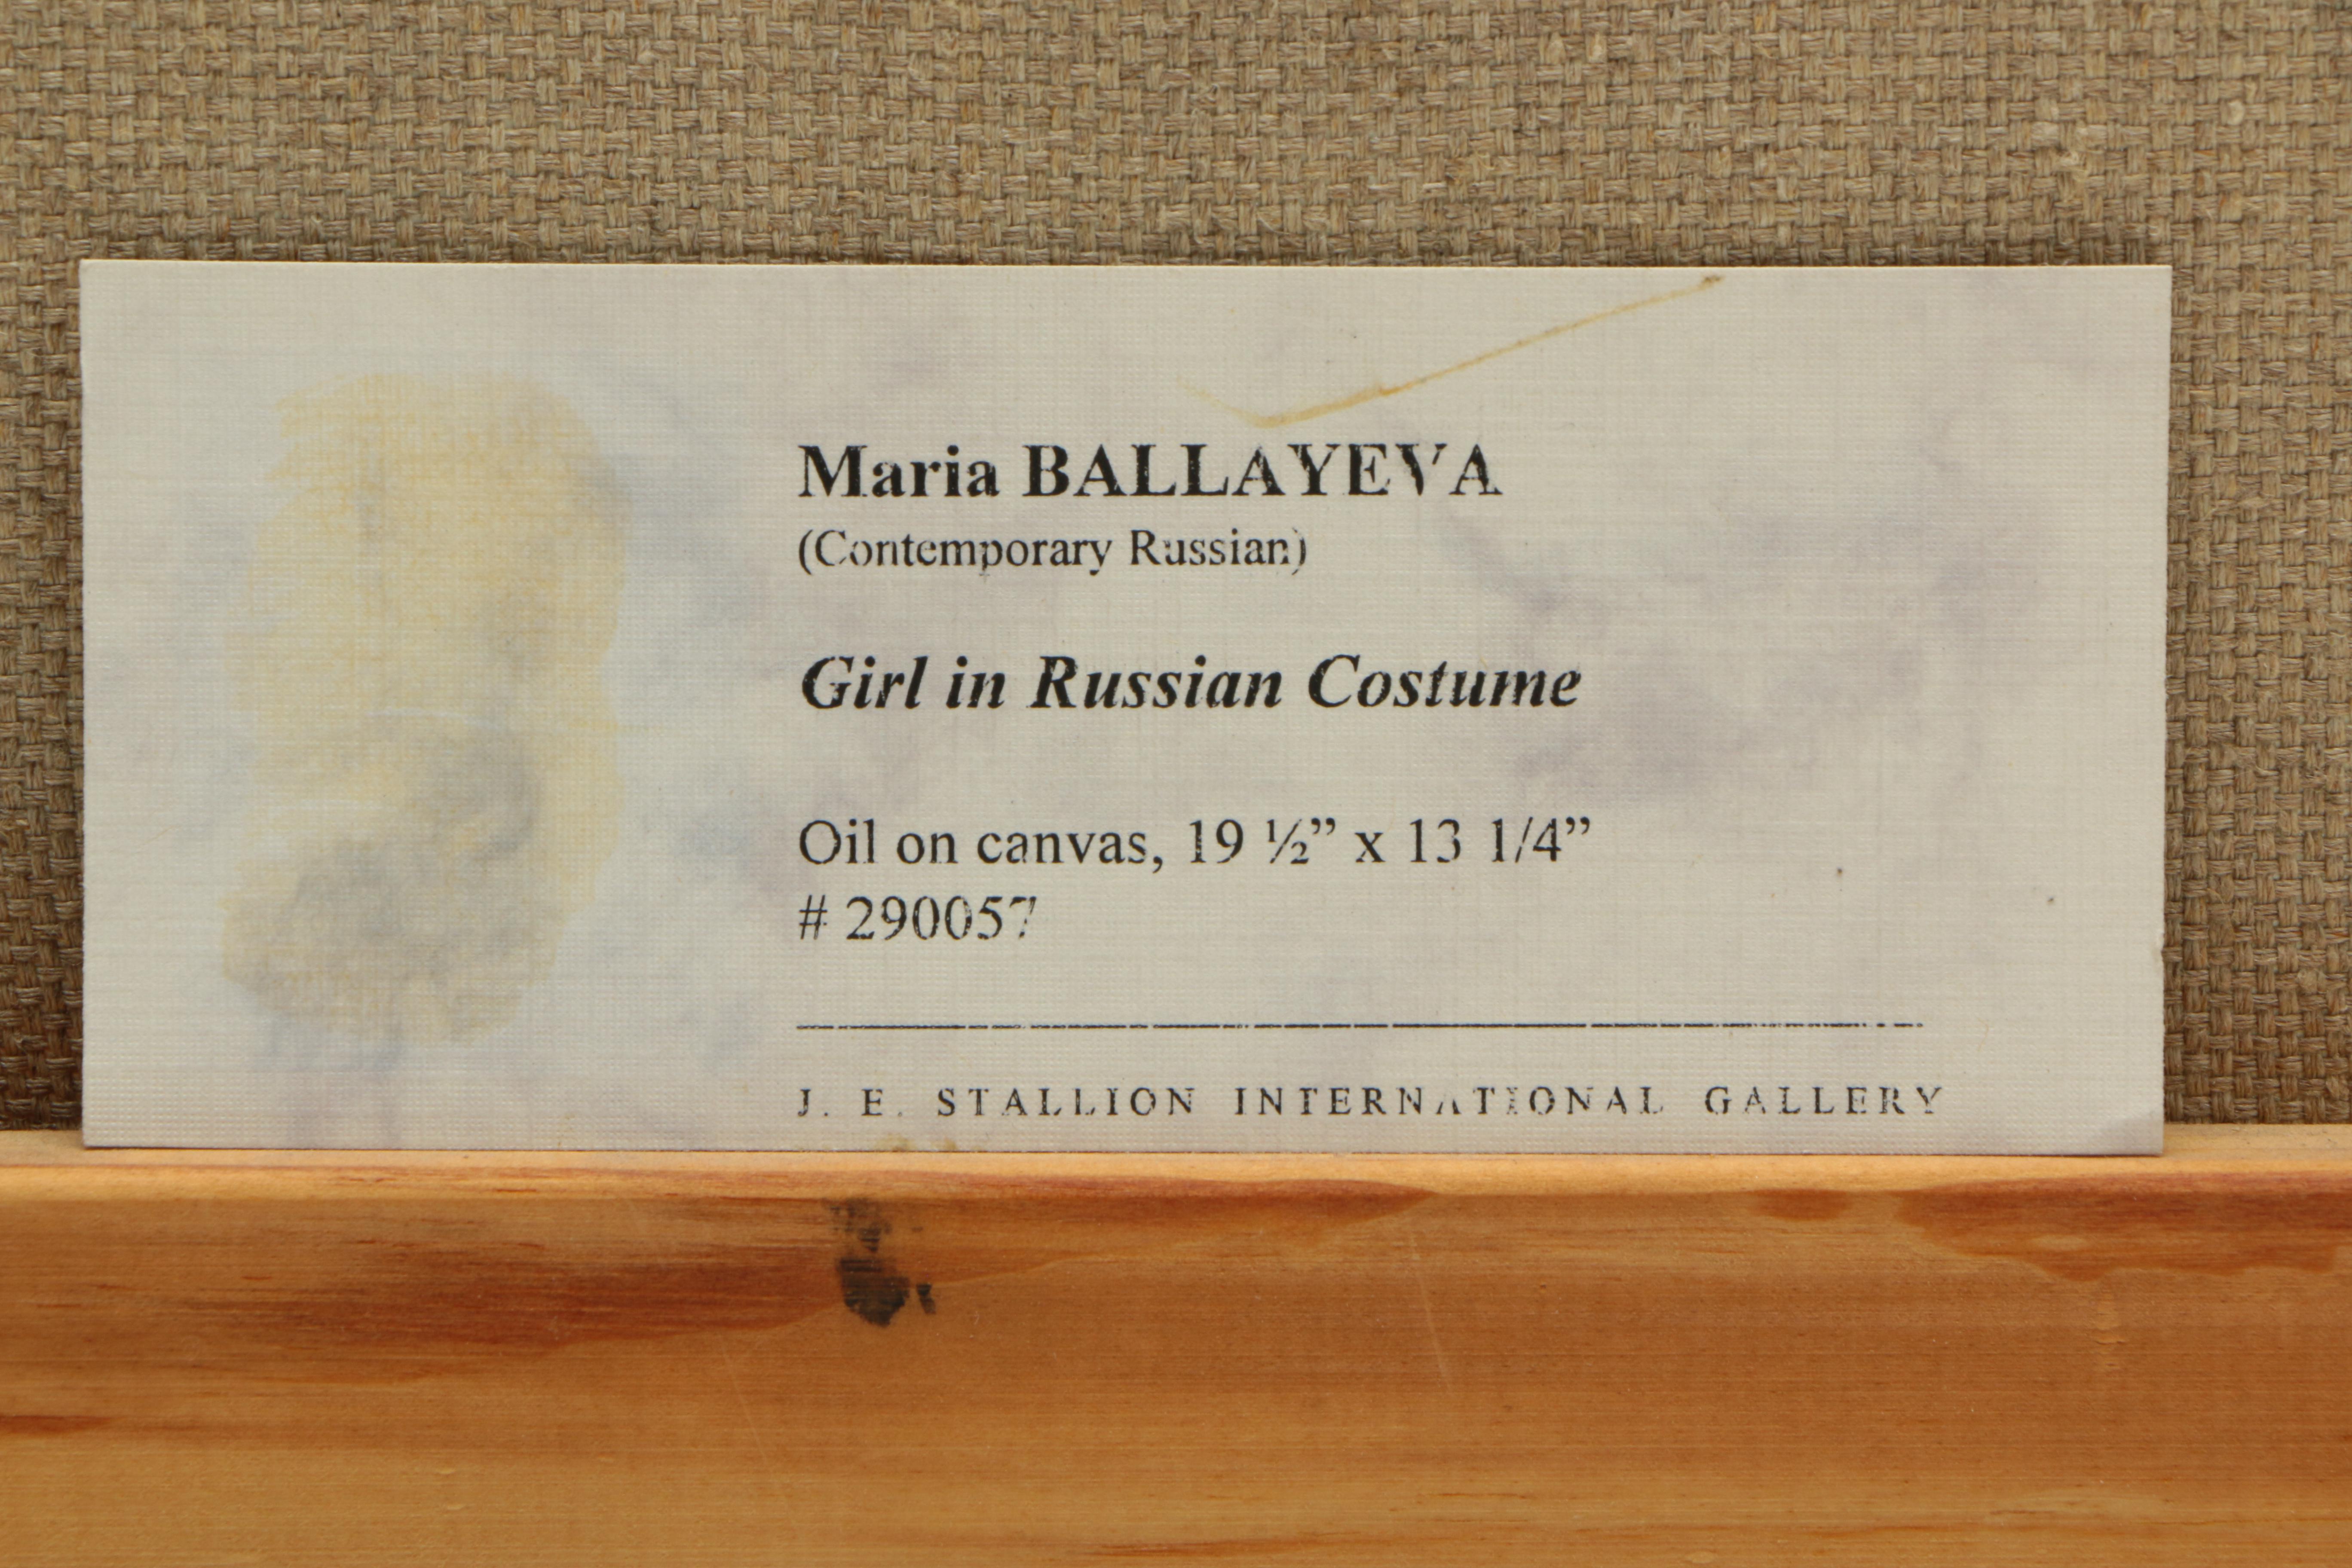 Maria BALLAYEVA
(Contemporary Russian)
Girl in Russian Costume
Oil on canvas, 19 ½” x 13 1/4”
# 290057
J. E. STALLION INTERNATIONAL GALLERY